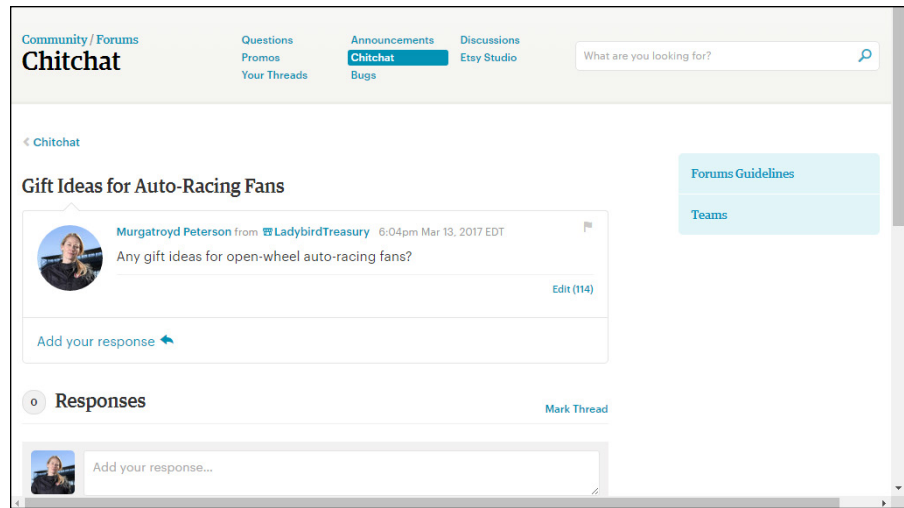 Community / Forums
Chitchat
Questions
Promos
Your Threads
Announcements
Chitchat
Bugs
Discussions
Etsy Studio
What are you looking for?
Chitchat
Gift Ideas for Auto-Racing Fans
Forums Guidelines
Teams
Murgatroyd Peterson from LadybirdTreasury 6:04pm Mar 13, 2017 EDT
Any gift ideas for open-wheel auto-racing fans?
Edit (114)
Add your response
0 Responses
Mark Thread
Add your response...